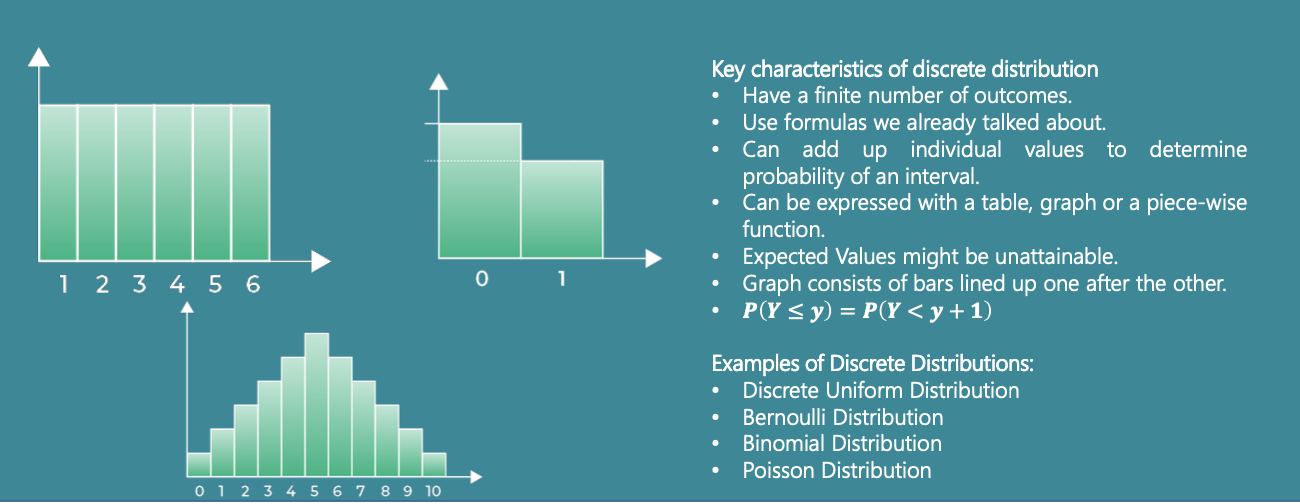 1 2 3 4 5 6
0 1
0 1 2 3 4 5 6 7 8 9 10
Key characteristics of discrete distribution
• Have a finite number of outcomes.
• Use formulas we already talked about.
• Can add up individual values to determine
probability of an interval.
• Can be expressed with a table, graph or a piece-wise
function.
• Expected Values might be unattainable.
• Graph consists of bars lined up one after the other.
• P(Y ≤ y) = P(Y < y + 1)
Examples of Discrete Distributions:
• Discrete Uniform Distribution
• Bernoulli Distribution
• Binomial Distribution
• Poisson Distribution